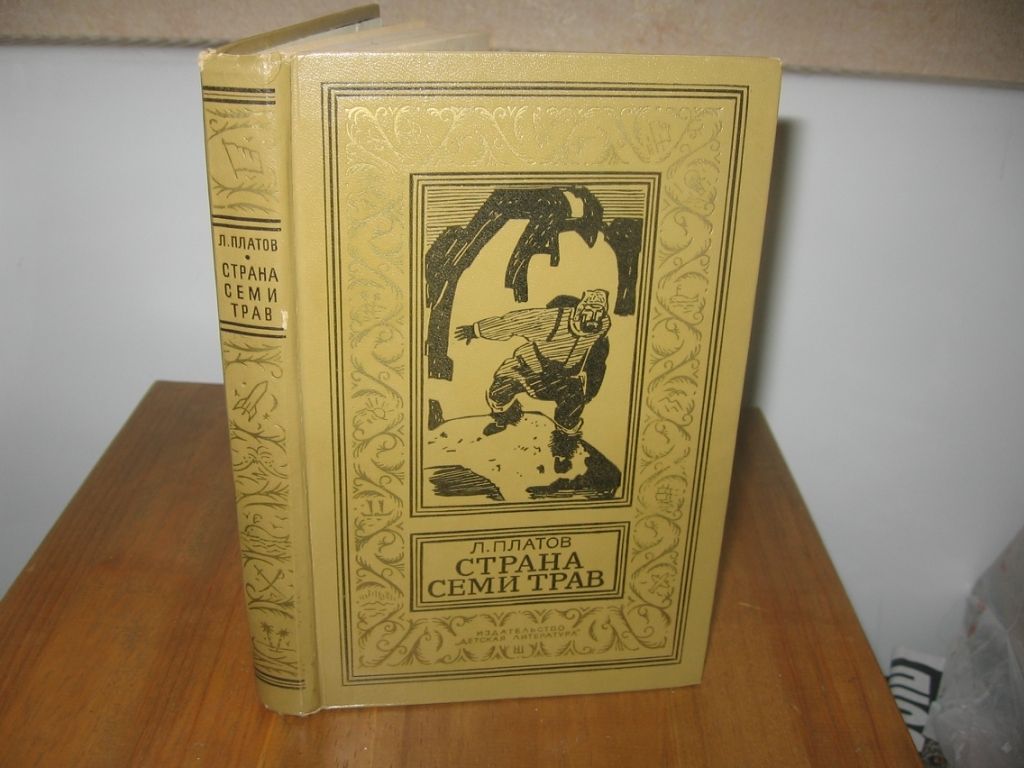 Л. ПЛАТОВ
СТРАНА
СЕМИ
ТРАВ
Л. ПЛАТОВ
СТРАНА
СЕМИ ТРАВ
ИЗДАТЕЛЬСТВО
"ДЕТСКАЯ ЛИТЕРАТУРА"